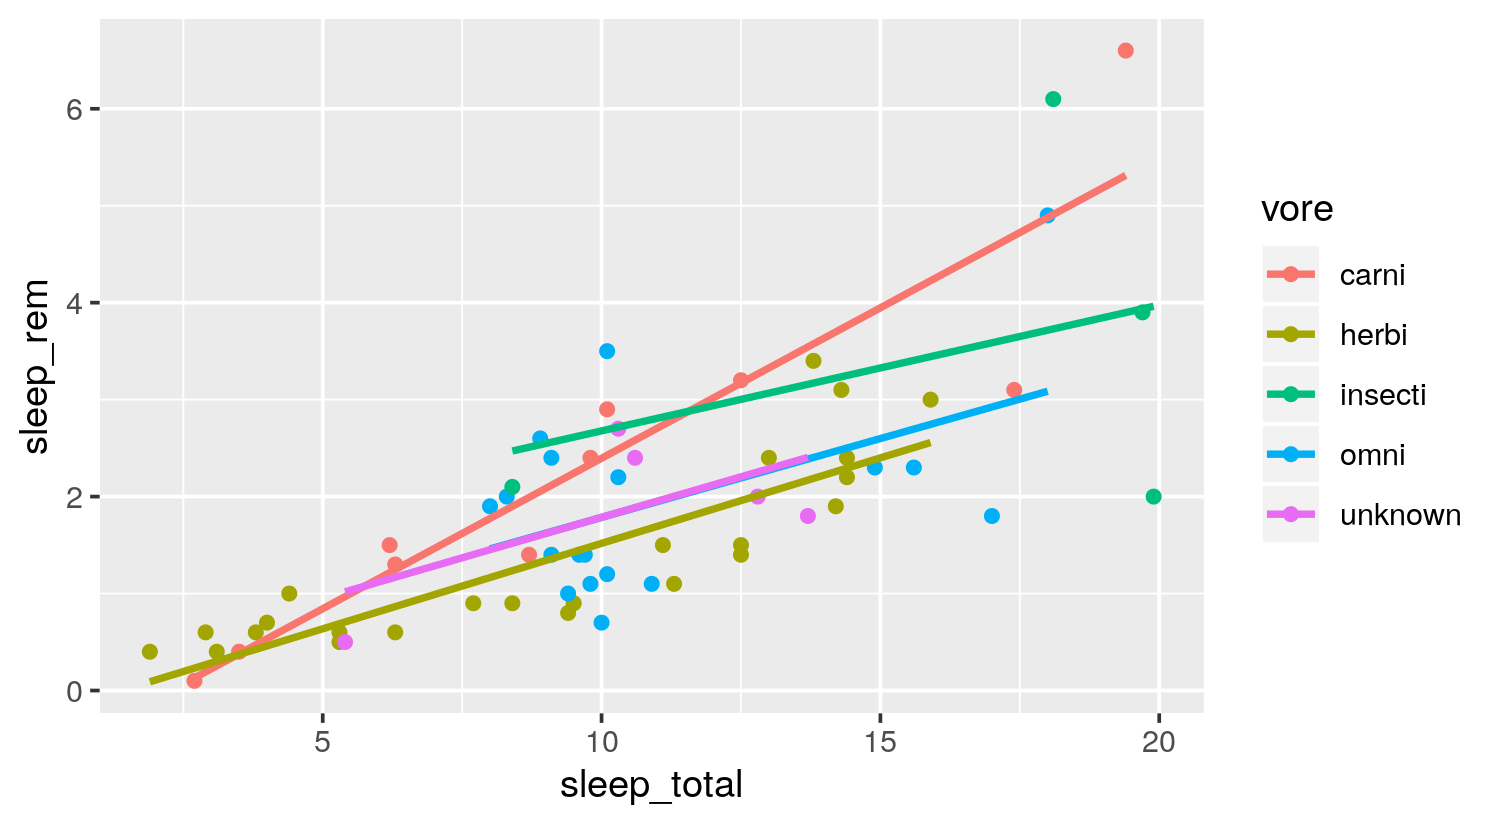 sleep_rem
6
4
2
0
5 10 15 20
sleep_total
vore
carni
herbi
insecti
omni
unknown